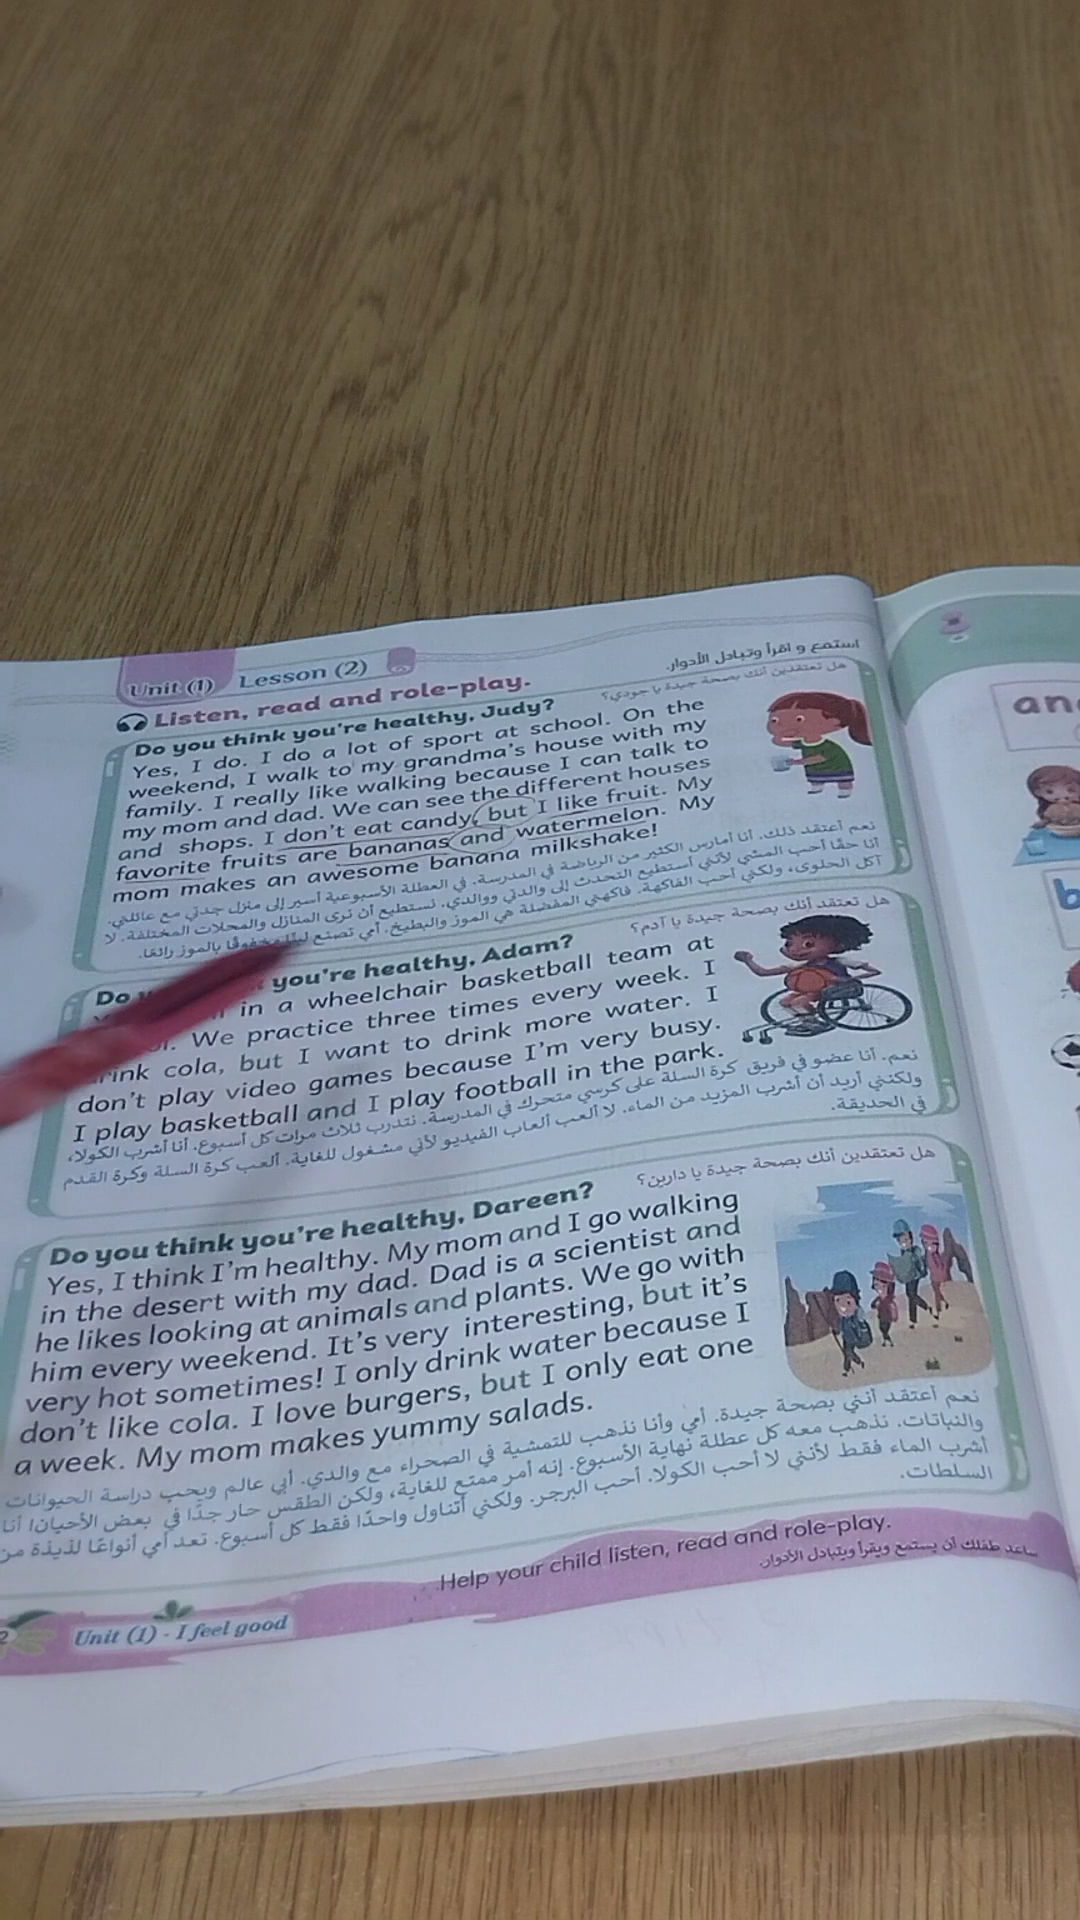 Unit (1) Lesson (2)
استمع و اقرأ وتبادل الأدوار.
Listen, read and role-play.
هل تعتقدين أنك بصحة جيدة يا جودي؟
Do you think you're healthy, Judy?
Yes, I do. I do a lot of sport at school. On the
weekend, I walk to my grandma's house with my
family. I really like walking because I can talk to
my mom and dad. We can see the different houses
and shops. I don't eat candy, but I like fruit. My
favorite fruits are bananas and watermelon. My
mom makes an awesome banana milkshake!
نعم أعتقد ذلك. أنا أمارس الكثير من الرياضة في المدرسة. في العطلة الأسبوعية أسير إلى منزل جدتي مع عائلتي.
أنا حقًا أحب المشي لأنني أستطيع التحدث إلى والدتي ووالدي. نستطيع أن نرى المنازل والمحلات المختلفة. لا
آكل الحلوى، ولكني أحب الفاكهة. فاكهتي المفضلة هي الموز والبطيخ. أمي تصنع بالموز رائعًا.
هل تعتقد أنك بصحة جيدة يا آدم؟
Do you're healthy, Adam?
in a wheelchair basketball team at
We practice three times every week. I
cola, but I want to drink more water. I
don't play video games because I'm very busy.
I play basketball and I play football in the park.
نعم. أنا عضو في فريق كرة السلة على كرسي متحرك في المدرسة. نتدرب ثلاث مرات كل أسبوع. أنا أشرب الكولا،
ولكنني أريد أن أشرب المزيد من الماء. لا ألعب ألعاب الفيديو لأني مشغول للغاية. ألعب كرة السلة وكرة القدم
في الحديقة.
هل تعتقدين أنك بصحة جيدة يا دارين؟
Do you think you're healthy, Dareen?
Yes, I think I'm healthy. My mom and I go walking
in the desert with my dad. Dad is a scientist and
he likes looking at animals and plants. We go with
him every weekend. It's very interesting, but it's
very hot sometimes! I only drink water because I
don't like cola. I love burgers, but I only eat one
a week. My mom makes yummy salads.
نعم أعتقد أنني بصحة جيدة. أمي وأنا نذهب للتمشية في الصحراء مع والدي. أبي عالم ويحب دراسة الحيوانات
والنباتات. نذهب معه كل عطلة نهاية الأسبوع. إنه أمر ممتع للغاية، ولكن الطقس حار جدًا في بعض الأحيان! أنا
أشرب الماء فقط لأنني لا أحب الكولا. أحب البرجر. ولكني أتناول واحدًا فقط كل أسبوع. تعد أمي أنواعًا لذيذة من
السلطات.
Help your child listen, read and role-play.
ساعد طفلك أن يستمع ويقرأ ويتبادل الأدوار.
2 Unit (1) - I feel good